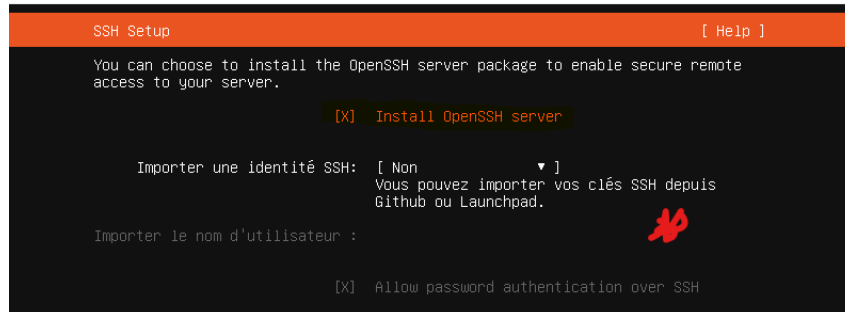 SSH Setup [ Help ]
You can choose to install the OpenSSH server package to enable secure remote
access to your server.
[X] Install OpenSSH server
Importer une identité SSH: [ Non ▾ ]
Vous pouvez importer vos clés SSH depuis
Github ou Launchpad.
Importer le nom d'utilisateur :
[X] Allow password authentication over SSH